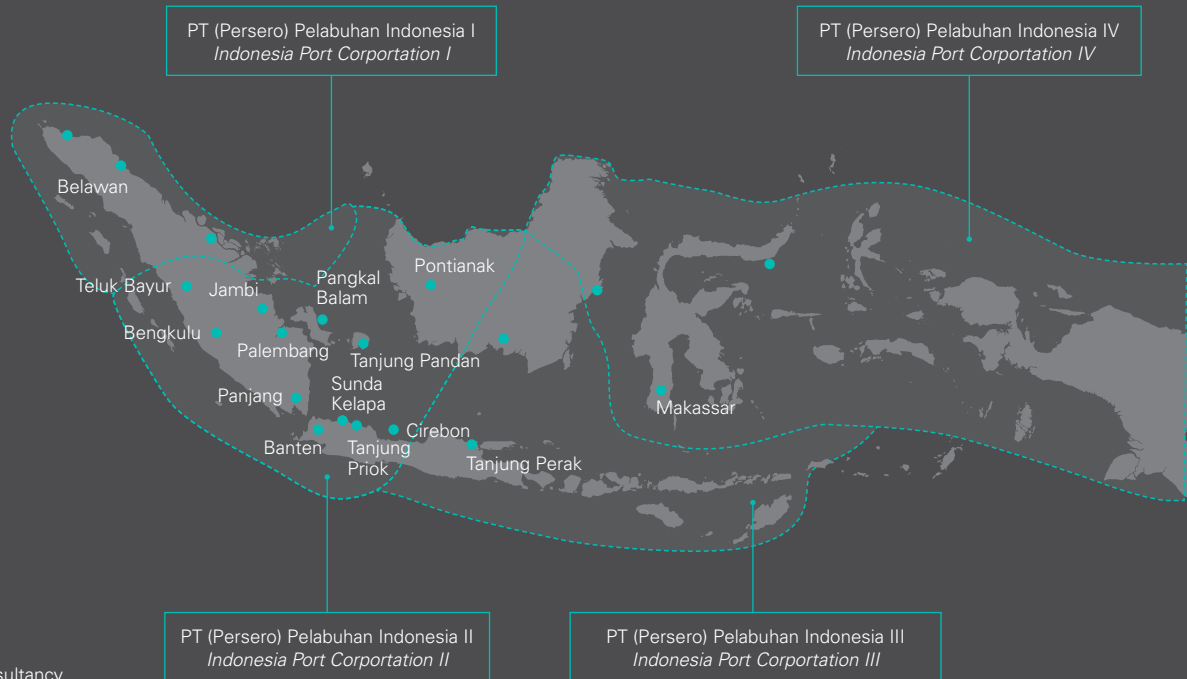 PT (Persero) Pelabuhan Indonesia I
Indonesia Port Corportation I
PT (Persero) Pelabuhan Indonesia IV
Indonesia Port Corportation IV
Belawan
Teluk Bayur
Jambi
Pangkal
Balam
Pontianak
Bengkulu
Palembang
Tanjung Pandan
Panjang
Sunda
Kelapa
Makassar
Banten
Tanjung
Priok
Cirebon
Tanjung Perak
PT (Persero) Pelabuhan Indonesia II
Indonesia Port Corportation II
PT (Persero) Pelabuhan Indonesia III
Indonesia Port Corportation III